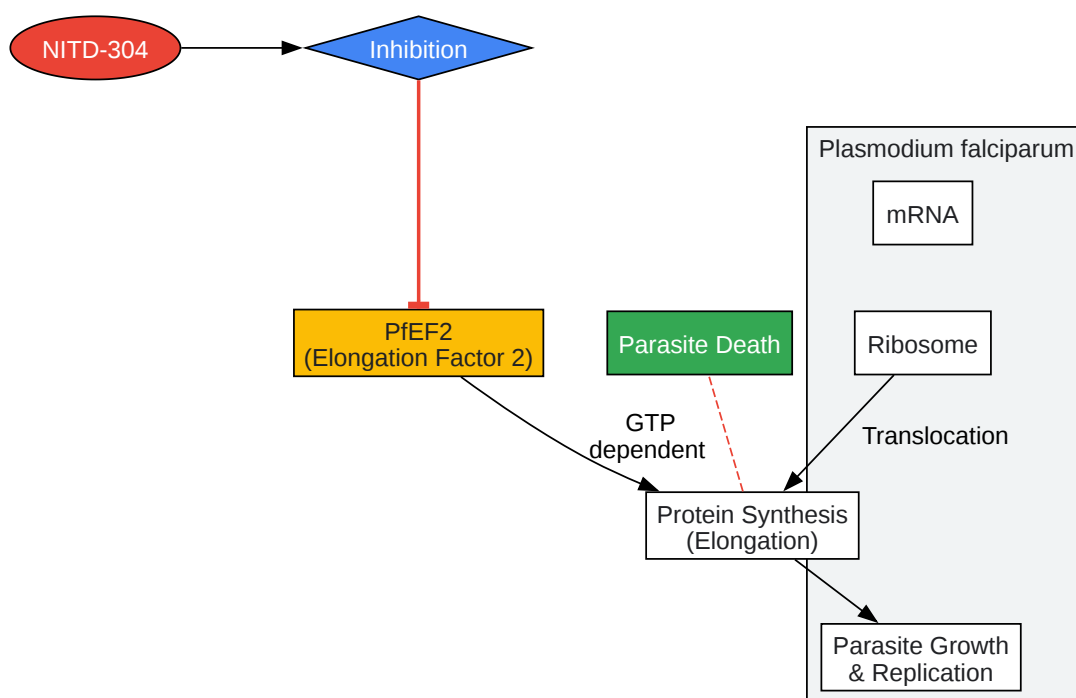 NITD-304
Inhibition
Plasmodium falciparum
mRNA
PfEF2
(Elongation Factor 2)
Parasite Death
Ribosome
GTP
dependent
Translocation
Protein Synthesis
(Elongation)
Parasite Growth
& Replication